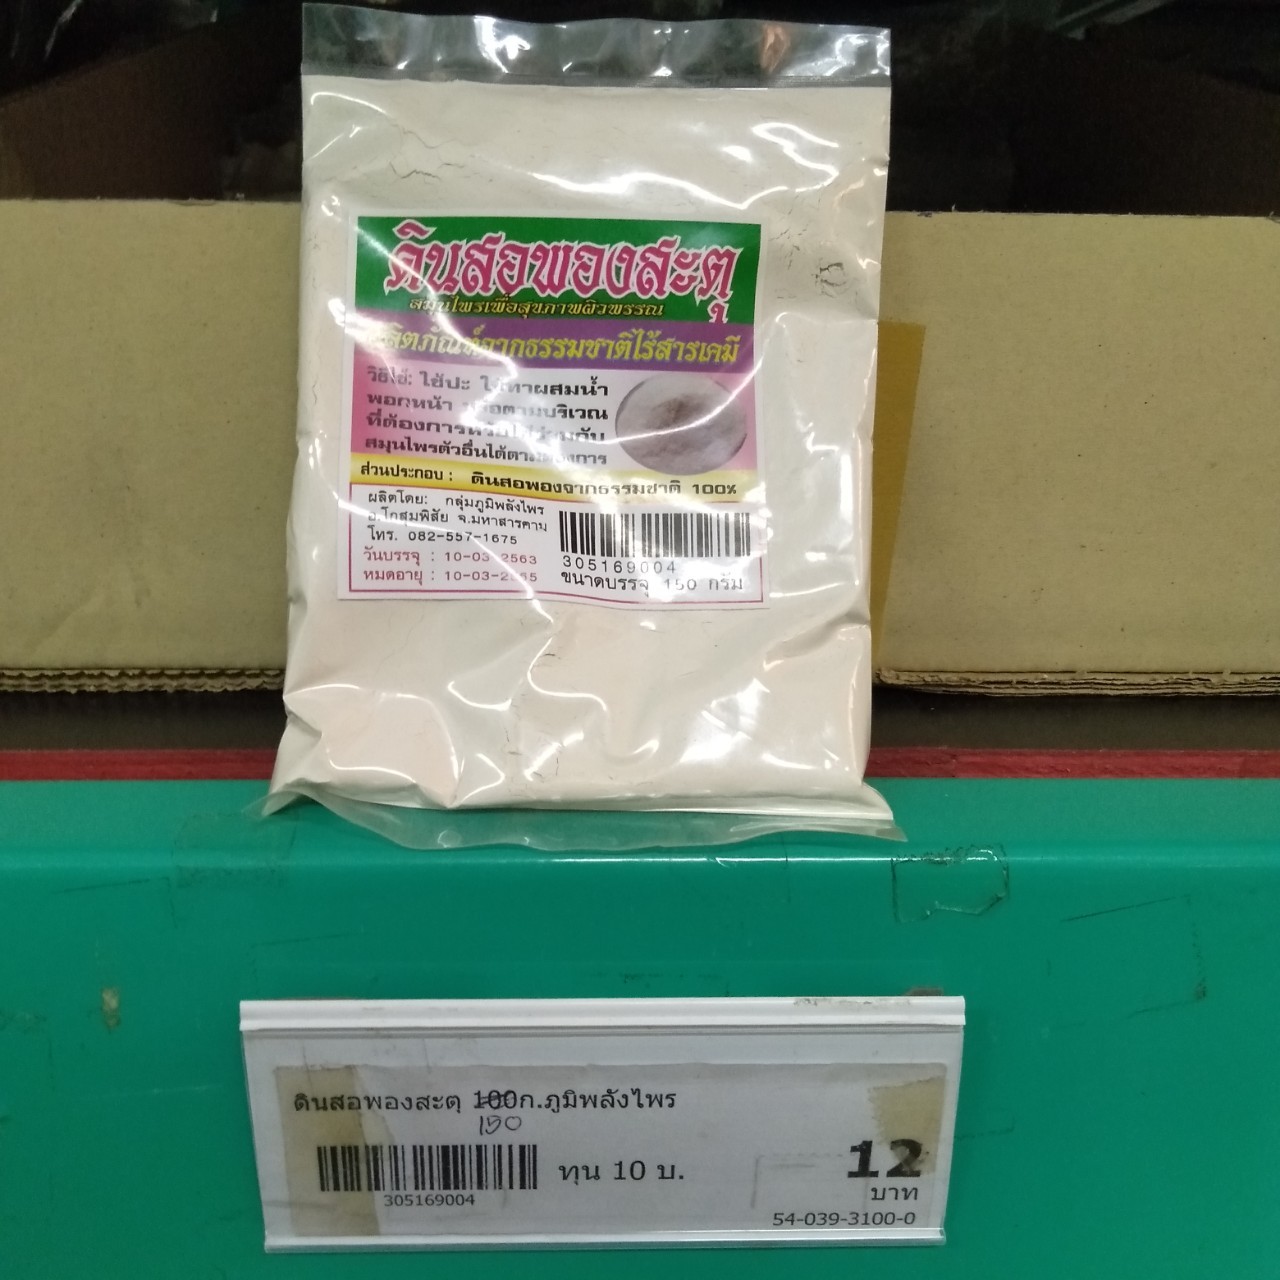 ดินสอพองสะตุ
สมุนไพรเพื่อสุขภาพผิวพรรณ
ผลิตภัณฑ์จากธรรมชาติไร้สารเคมี
วิธีใช้: ใช้ปะ ใช้ทาผสมน้ำ
พอกหน้า หรือตามบริเวณ
ที่ต้องการหรือใช้ร่วมกับ
สมุนไพรตัวอื่นได้ตามต้องการ
ส่วนประกอบ : ดินสอพองจากธรรมชาติ 100%
ผลิตโดย: กลุ่มภูมิพลังไพร
อ.โกสุมพิสัย จ.มหาสารคาม
โทร. 082-557-1675
วันบรรจุ : 10-03-2563
หมดอายุ : 10-03-2565
305169004
ขนาดบรรจุ 150 กรัม
ดินสอพองสะตุ 100ก.ภูมิพลังไพร
150
305169004
ทุน 10 บ.
12
บาท
54-039-3100-0